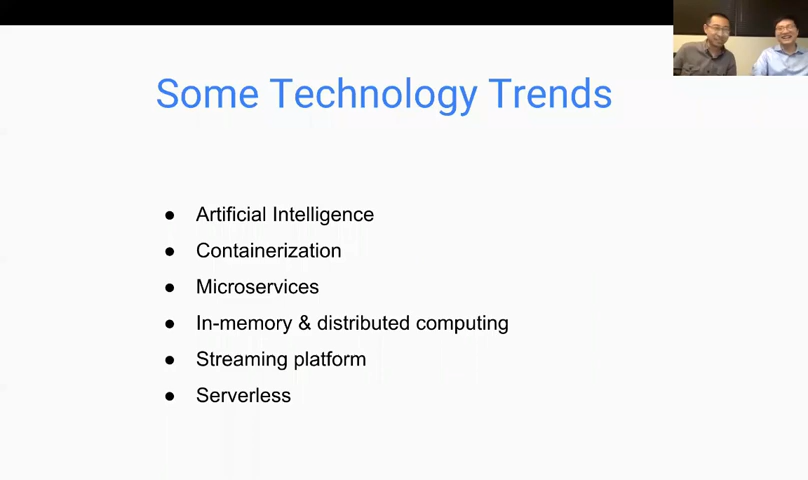 Some Technology Trends
● Artificial Intelligence
● Containerization
● Microservices
● In-memory & distributed computing
● Streaming platform
● Serverless